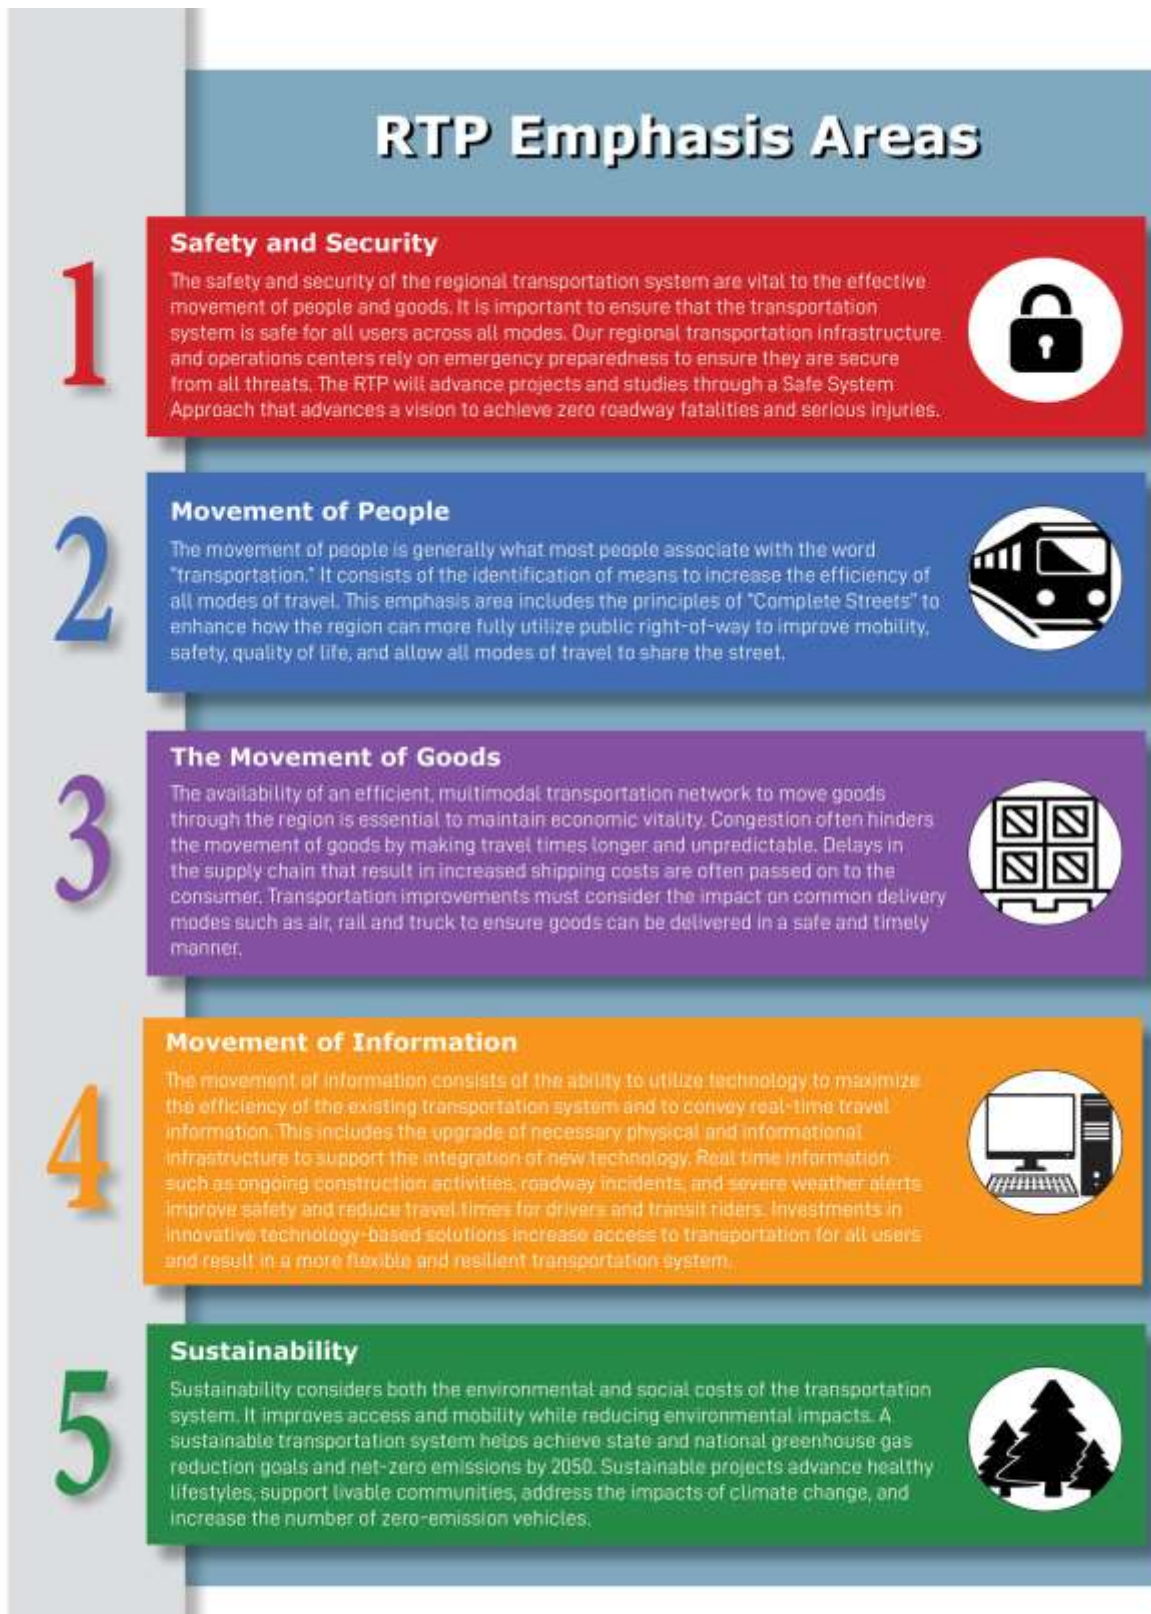 RTP Emphasis Areas
1
Safety and Security
The safety and security of the regional transportation system are vital to the effective
movement of people and goods. It is important to ensure that the transportation
system is safe for all users across all modes. Our regional transportation infrastructure
and operations centers rely on emergency preparedness to ensure they are secure
from all threats. The RTP will advance projects and studies through a Safe System
Approach that advances a vision to achieve zero roadway fatalities and serious injuries.
2
Movement of People
The movement of people is generally what most people associate with the word
"transportation." It consists of the identification of means to increase the efficiency of
all modes of travel. This emphasis area includes the principles of "Complete Streets" to
enhance how the region can more fully utilize public right-of-way to improve mobility,
safety, quality of life, and allow all modes of travel to share the street.
3
The Movement of Goods
The availability of an efficient, multimodal transportation network to move goods
through the region is essential to maintain economic vitality. Congestion often hinders
the movement of goods by making travel times longer and unpredictable. Delays in
the supply chain that result in increased shipping costs are often passed on to the
consumer. Transportation improvements must consider the impact on common delivery
modes such as air, rail and truck to ensure goods can be delivered in a safe and timely
manner.
4
Movement of Information
The movement of information consists of the ability to utilize technology to maximize
the efficiency of the existing transportation system and to convey real-time travel
information. This includes the upgrade of necessary physical and informational
infrastructure to support the integration of new technology. Real time information
such as ongoing construction activities, roadway incidents, and severe weather alerts
improve safety and reduce travel times for drivers and transit riders. Investments in
innovative technology-based solutions increase access to transportation for all users
and result in a more flexible and resilient transportation system.
5
Sustainability
Sustainability considers both the environmental and social costs of the transportation
system. It improves access and mobility while reducing environmental impacts. A
sustainable transportation system helps achieve state and national greenhouse gas
reduction goals and net-zero emissions by 2050. Sustainable projects advance healthy
lifestyles, support livable communities, address the impacts of climate change, and
increase the number of zero-emission vehicles.